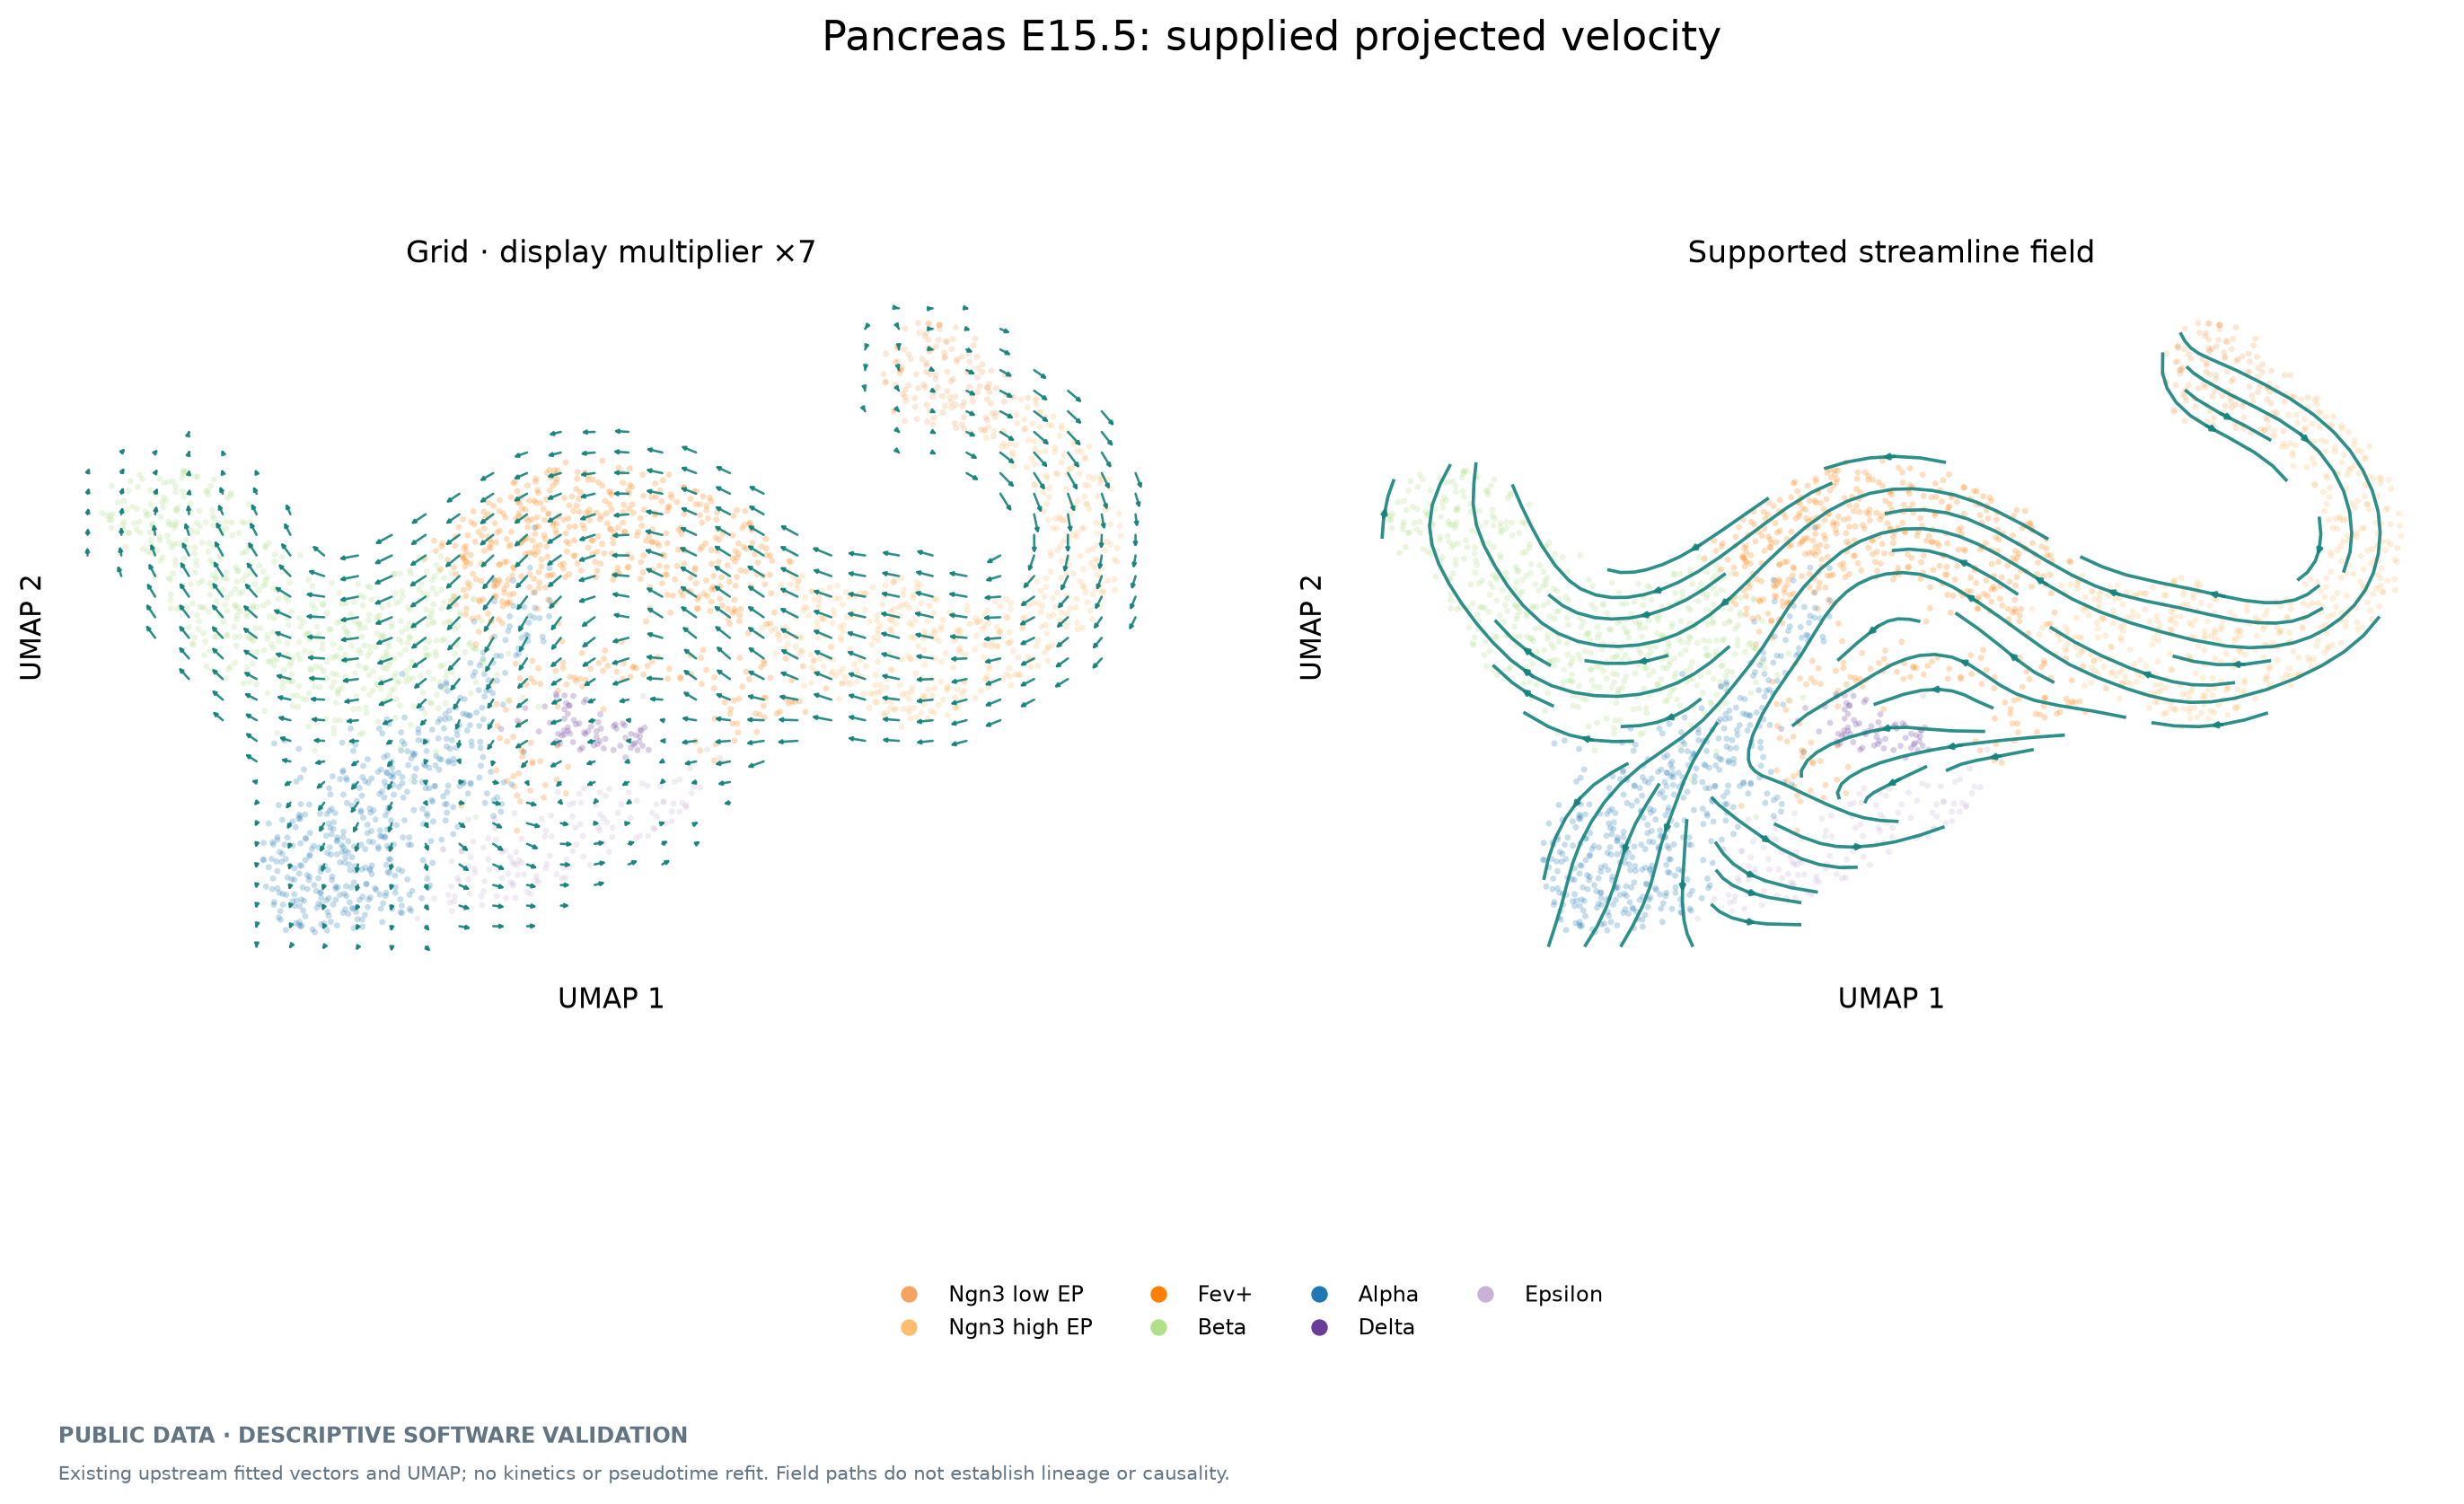 Pancreas E15.5: supplied projected velocity
Grid · display multiplier ×7
Supported streamline field
UMAP 2
UMAP 2
UMAP 1
UMAP 1
Ngn3 low EP
Fev+
Alpha
Epsilon
Ngn3 high EP
Beta
Delta
PUBLIC DATA · DESCRIPTIVE SOFTWARE VALIDATION
Existing upstream fitted vectors and UMAP; no kinetics or pseudotime refit. Field paths do not establish lineage or causality.